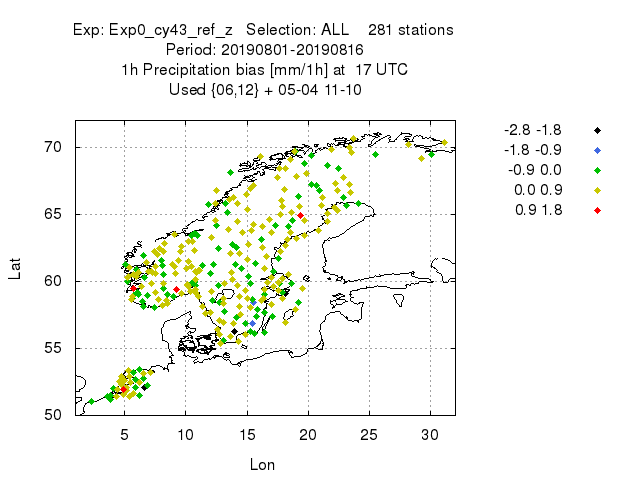 Exp: Exp0_cy43_ref_z Selection: ALL 281 stations
Period: 20190801-20190816
1h Precipitation bias [mm/1h] at 17 UTC
Used {06,12} + 05-04 11-10
-2.8 -1.8
-1.8 -0.9
-0.9 0.0
0.0 0.9
0.9 1.8
70
65
60
55
50
Lat
5 10 15 20 25 30
Lon